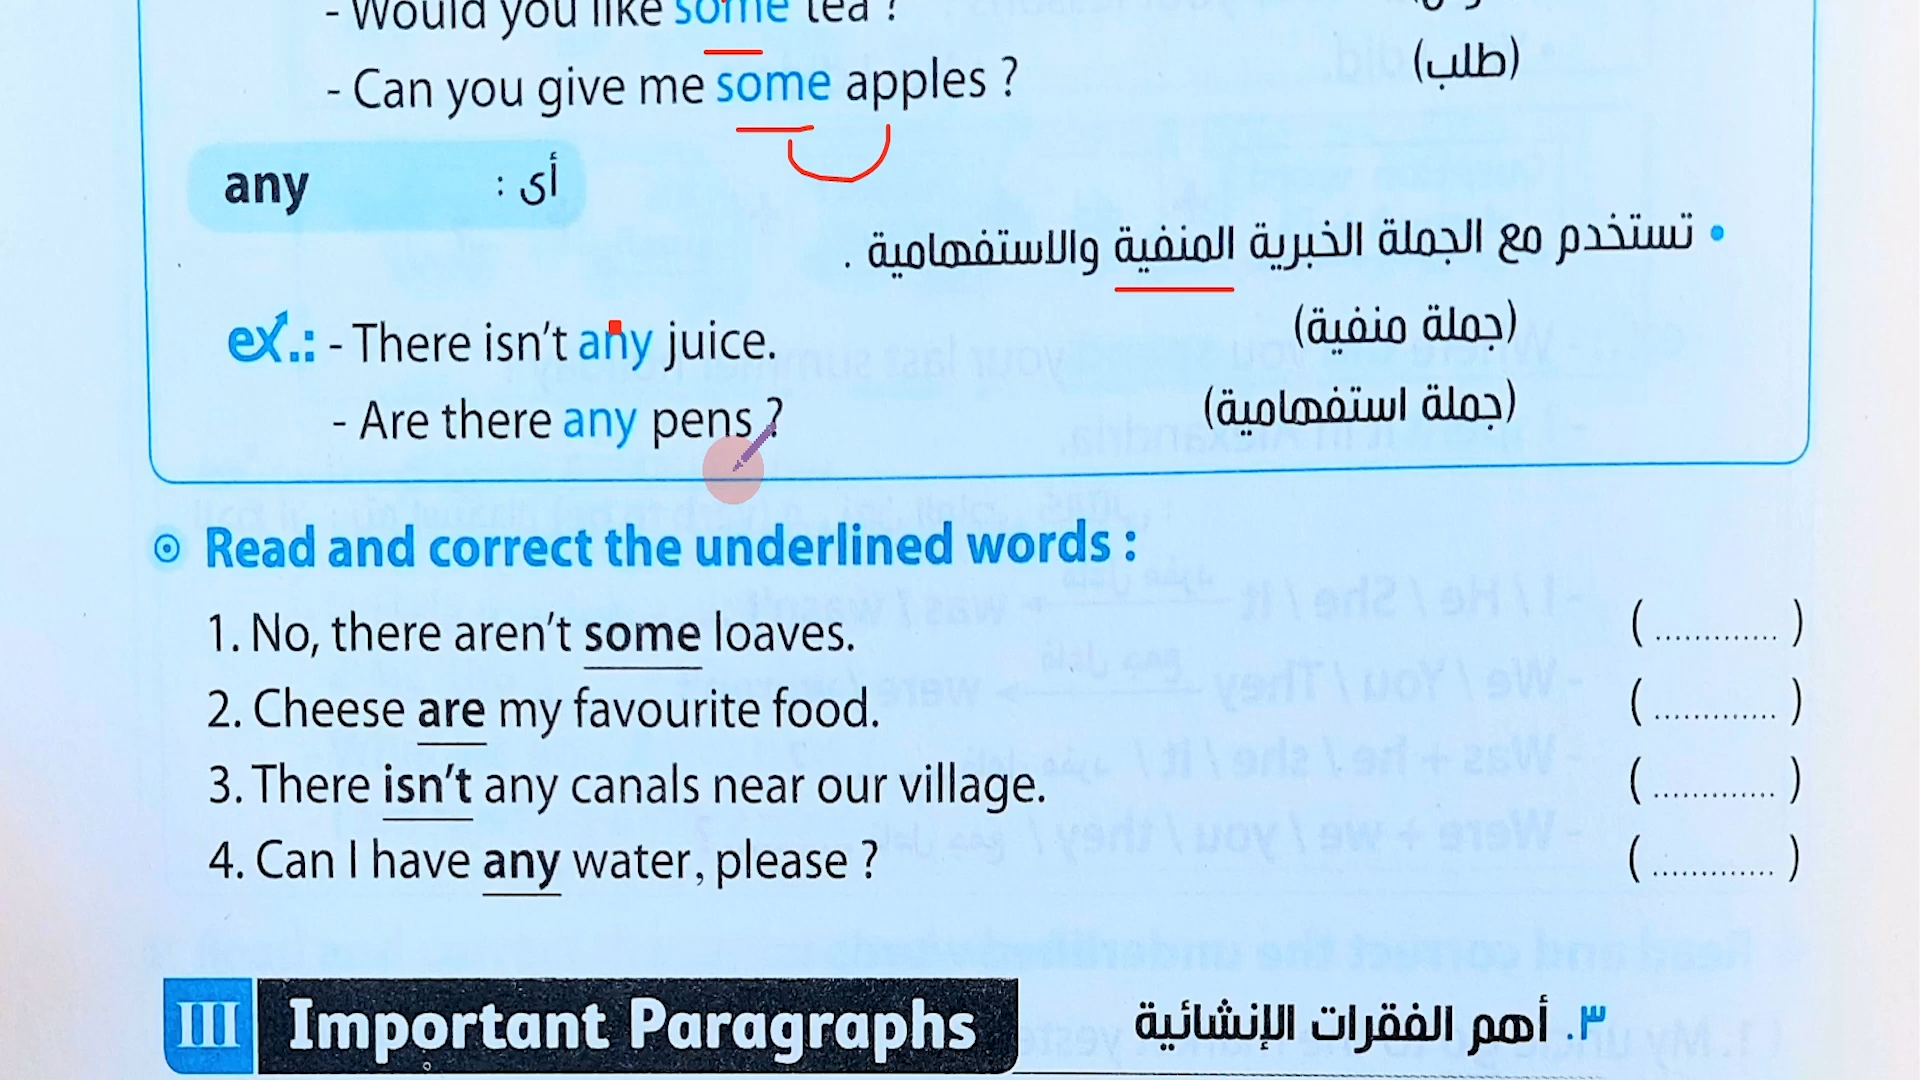 - Would you like some tea ?
- Can you give me some apples ? (طلب)
any أى :
• تستخدم مع الجملة الخبرية المنفية والاستفهامية .
ex.: - There isn't any juice. (جملة منفية)
- Are there any pens ? (جملة استفهامية)
Read and correct the underlined words :
1. No, there aren't some loaves. (.............)
2. Cheese are my favourite food. (.............)
3. There isn't any canals near our village. (.............)
4. Can I have any water, please ? (.............)
III Important Paragraphs ٣. أهم الفقرات الإنشائية